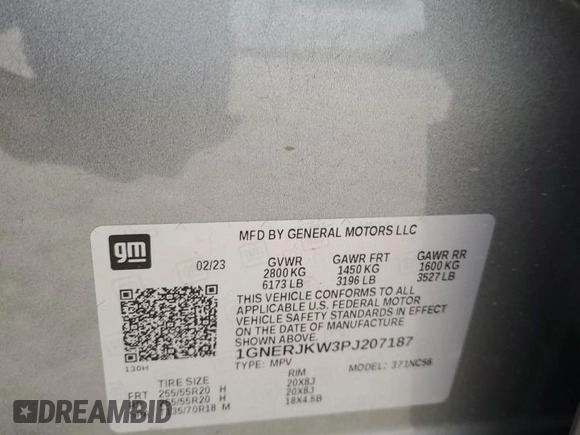 MFD BY GENERAL MOTORS LLC
gm
02/23 GVWR GAWR FRT GAWR RR
2800 KG 1450 KG 1600 KG
6173 LB 3196 LB 3527 LB
THIS VEHICLE CONFORMS TO ALL
APPLICABLE U.S. FEDERAL MOTOR
VEHICLE SAFETY STANDARDS IN EFFECT
ON THE DATE OF MANUFACTURE
SHOWN ABOVE.
1GNERJKW3PJ207187
130H
TYPE: MPV MODEL: 371NC56
TIRE SIZE RIM
FRT 255/55R20 H 20X8J
55R20 H 20X8J
70R18 M 18X4.5B
DREAMBID